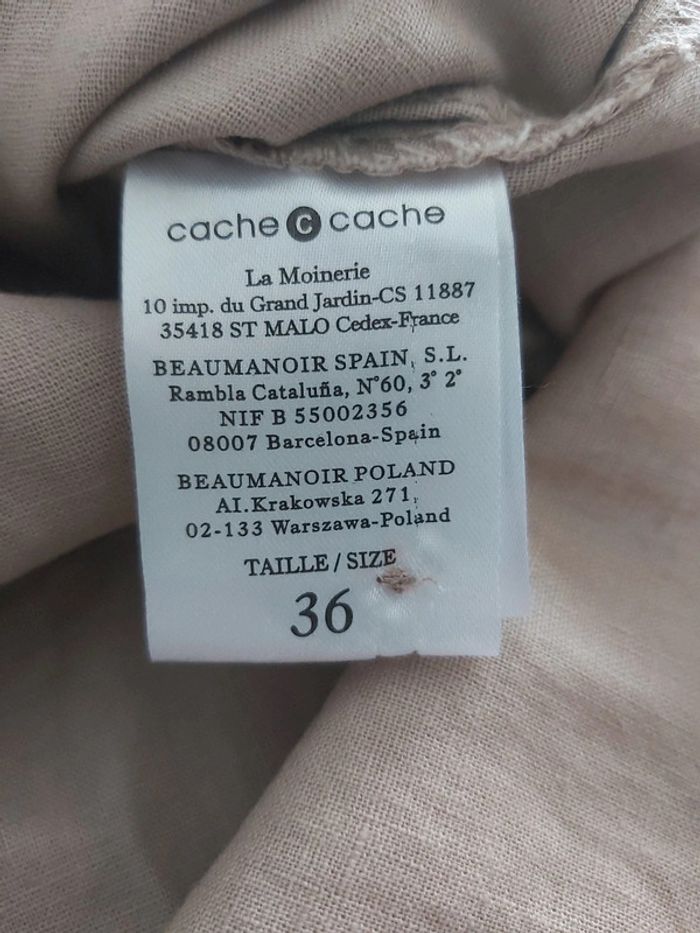 cache c cache
La Moinerie
10 imp. du Grand Jardin-CS 11887
35418 ST MALO Cedex-France
BEAUMANOIR SPAIN, S.L.
Rambla Cataluña, N°60, 3° 2°
NIF B 55002356
08007 Barcelona-Spain
BEAUMANOIR POLAND
AI.Krakowska 271,
02-133 Warszawa-Poland
TAILLE / SIZE
36